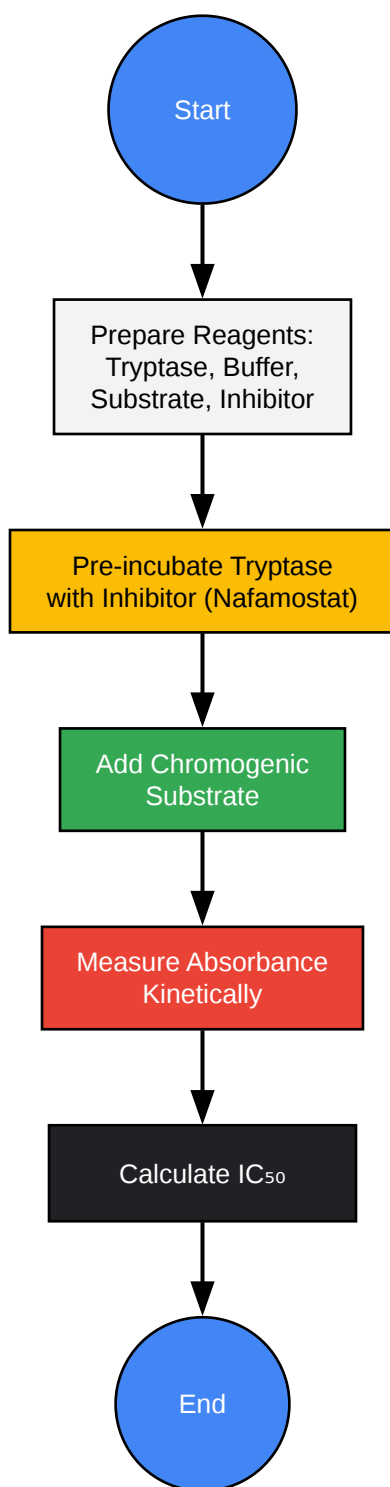 Start
Prepare Reagents:
Tryptase, Buffer,
Substrate, Inhibitor
Pre-incubate Tryptase
with Inhibitor (Nafamostat)
Add Chromogenic
Substrate
Measure Absorbance
Kinetically
Calculate IC₅₀
End